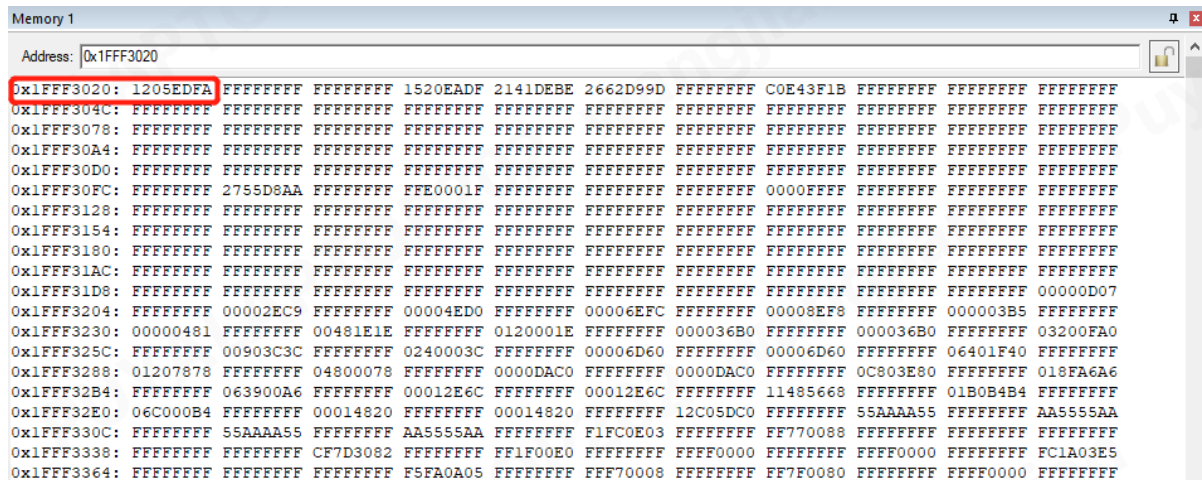 Memory 1
Address: 0x1FFF3020
0x1FFF3020: 1205EDFA FFFFFFFF FFFFFFFF 1520EADF 2141DEBE 2662D99D FFFFFFFF C0E43F1B FFFFFFFF FFFFFFFF FFFFFFFF
0x1FFF304C: FFFFFFFF FFFFFFFF FFFFFFFF FFFFFFFF FFFFFFFF FFFFFFFF FFFFFFFF FFFFFFFF FFFFFFFF FFFFFFFF FFFFFFFF
0x1FFF3078: FFFFFFFF FFFFFFFF FFFFFFFF FFFFFFFF FFFFFFFF FFFFFFFF FFFFFFFF FFFFFFFF FFFFFFFF FFFFFFFF FFFFFFFF
0x1FFF30A4: FFFFFFFF FFFFFFFF FFFFFFFF FFFFFFFF FFFFFFFF FFFFFFFF FFFFFFFF FFFFFFFF FFFFFFFF FFFFFFFF FFFFFFFF
0x1FFF30D0: FFFFFFFF FFFFFFFF FFFFFFFF FFFFFFFF FFFFFFFF FFFFFFFF FFFFFFFF FFFFFFFF FFFFFFFF FFFFFFFF FFFFFFFF
0x1FFF30FC: FFFFFFFF 2755D8AA FFFFFFFF FFE0001F FFFFFFFF FFFFFFFF FFFFFFFF 0000FFFF FFFFFFFF FFFFFFFF FFFFFFFF
0x1FFF3128: FFFFFFFF FFFFFFFF FFFFFFFF FFFFFFFF FFFFFFFF FFFFFFFF FFFFFFFF FFFFFFFF FFFFFFFF FFFFFFFF FFFFFFFF
0x1FFF3154: FFFFFFFF FFFFFFFF FFFFFFFF FFFFFFFF FFFFFFFF FFFFFFFF FFFFFFFF FFFFFFFF FFFFFFFF FFFFFFFF FFFFFFFF
0x1FFF3180: FFFFFFFF FFFFFFFF FFFFFFFF FFFFFFFF FFFFFFFF FFFFFFFF FFFFFFFF FFFFFFFF FFFFFFFF FFFFFFFF FFFFFFFF
0x1FFF31AC: FFFFFFFF FFFFFFFF FFFFFFFF FFFFFFFF FFFFFFFF FFFFFFFF FFFFFFFF FFFFFFFF FFFFFFFF FFFFFFFF FFFFFFFF
0x1FFF31D8: FFFFFFFF FFFFFFFF FFFFFFFF FFFFFFFF FFFFFFFF FFFFFFFF FFFFFFFF FFFFFFFF FFFFFFFF FFFFFFFF 00000D07
0x1FFF3204: FFFFFFFF 00002EC9 FFFFFFFF 00004ED0 FFFFFFFF 00006EFC FFFFFFFF 00008EF8 FFFFFFFF 000003B5 FFFFFFFF
0x1FFF3230: 00000481 FFFFFFFF 00481E1E FFFFFFFF 0120001E FFFFFFFF 000036B0 FFFFFFFF 000036B0 FFFFFFFF 03200FA0
0x1FFF325C: FFFFFFFF 00903C3C FFFFFFFF 0240003C FFFFFFFF 00006D60 FFFFFFFF 00006D60 FFFFFFFF 06401F40 FFFFFFFF
0x1FFF3288: 01207878 FFFFFFFF 04800078 FFFFFFFF 0000DAC0 FFFFFFFF 0000DAC0 FFFFFFFF 0C803E80 FFFFFFFF 018FA6A6
0x1FFF32B4: FFFFFFFF 063900A6 FFFFFFFF 00012E6C FFFFFFFF 00012E6C FFFFFFFF 11485668 FFFFFFFF 01B0B4B4 FFFFFFFF
0x1FFF32E0: 06C000B4 FFFFFFFF 00014820 FFFFFFFF 00014820 FFFFFFFF 12C05DC0 FFFFFFFF 55AAAA55 FFFFFFFF AA5555AA
0x1FFF330C: FFFFFFFF 55AAAA55 FFFFFFFF AA5555AA FFFFFFFF F1FC0E03 FFFFFFFF FF770088 FFFFFFFF FFFFFFFF FFFFFFFF
0x1FFF3338: FFFFFFFF FFFFFFFF CF7D3082 FFFFFFFF FF1F00E0 FFFFFFFF FFFF0000 FFFFFFFF FFFF0000 FFFFFFFF FC1A03E5
0x1FFF3364: FFFFFFFF FFFFFFFF FFFFFFFF F5FA0A05 FFFFFFFF FFF70008 FFFFFFFF FF7F0080 FFFFFFFF FFFF0000 FFFFFFFF